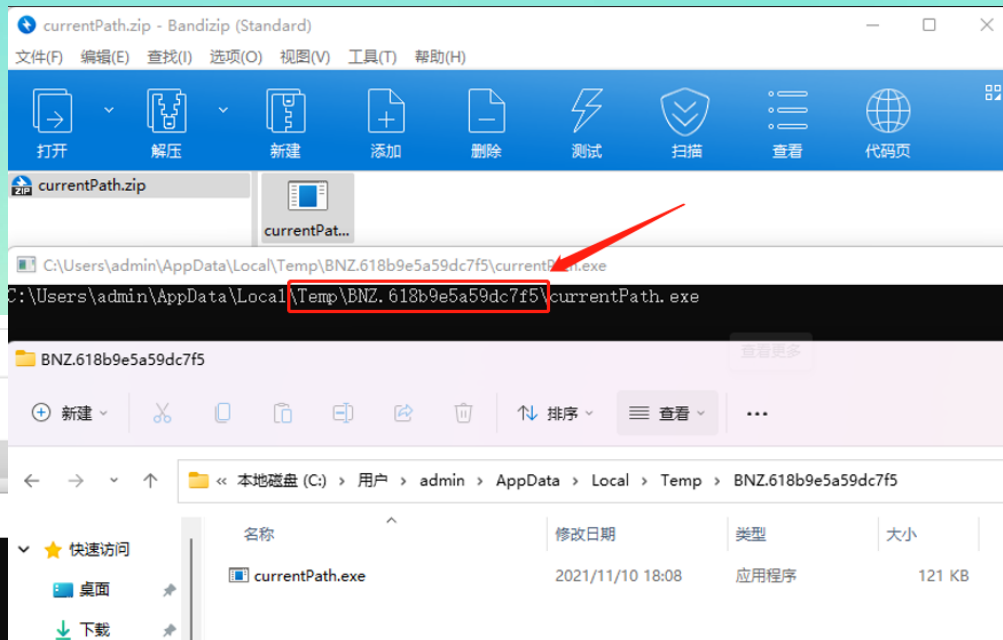 currentPath.zip - Bandizip (Standard)
文件(F) 编辑(E) 查找(I) 选项(O) 视图(V) 工具(T) 帮助(H)
打开 解压 新建 添加 删除 测试 扫描 查看 代码页
currentPath.zip
currentPat...
C:\Users\admin\AppData\Local\Temp\BNZ.618b9e5a59dc7f5\currentPath.exe
C:\Users\admin\AppData\Local\Temp\BNZ.618b9e5a59dc7f5\currentPath.exe
查看更多
BNZ.618b9e5a59dc7f5
新建 排序 查看 ...
« 本地磁盘 (C:) › 用户 › admin › AppData › Local › Temp › BNZ.618b9e5a59dc7f5
名称 修改日期 类型 大小
快速访问
currentPath.exe 2021/11/10 18:08 应用程序 121 KB
桌面
下载